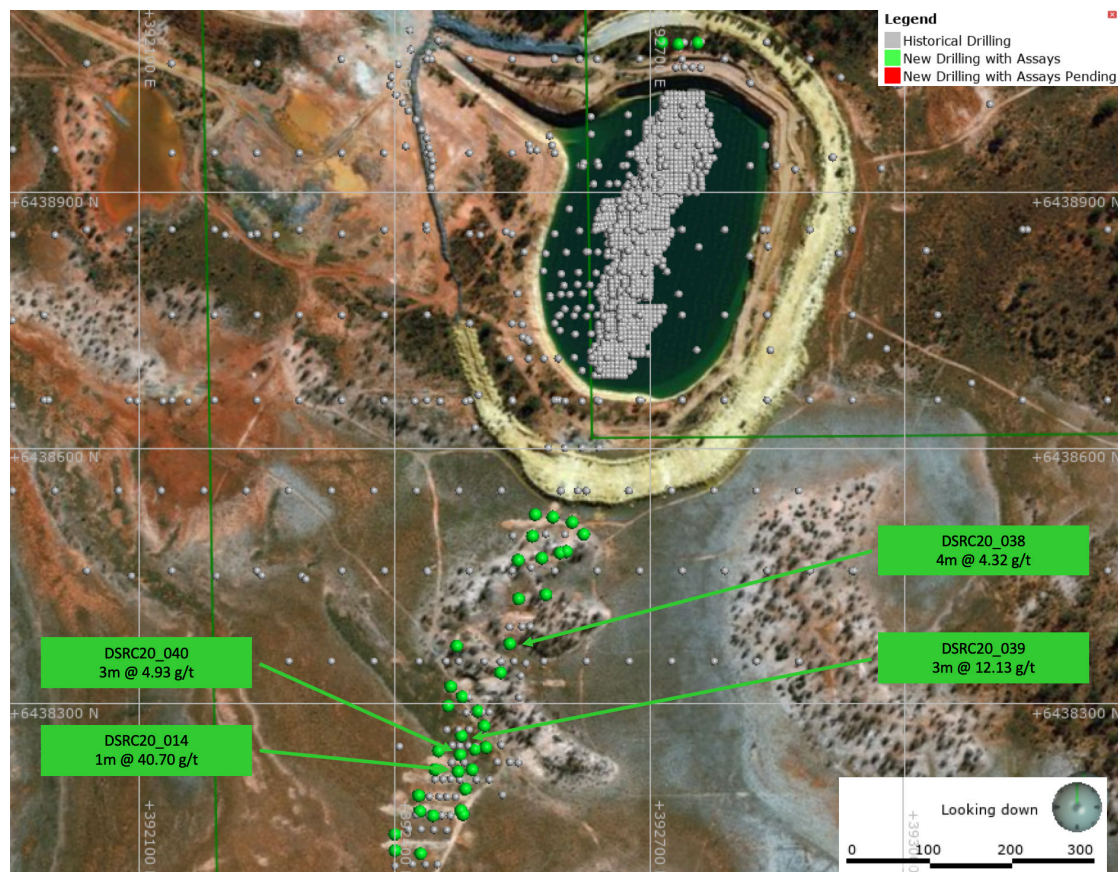 Legend
Historical Drilling
New Drilling with Assays
New Drilling with Assays Pending
+6438900 N
+6438900 N
+6438600 N
+6438600 N
DSRC20_038
4m @ 4.32 g/t
DSRC20_040
3m @ 4.93 g/t
DSRC20_039
3m @ 12.13 g/t
+6438300 N
+6438300 N
DSRC20_014
1m @ 40.70 g/t
+392100
+392700
Looking down
0 100 200 300